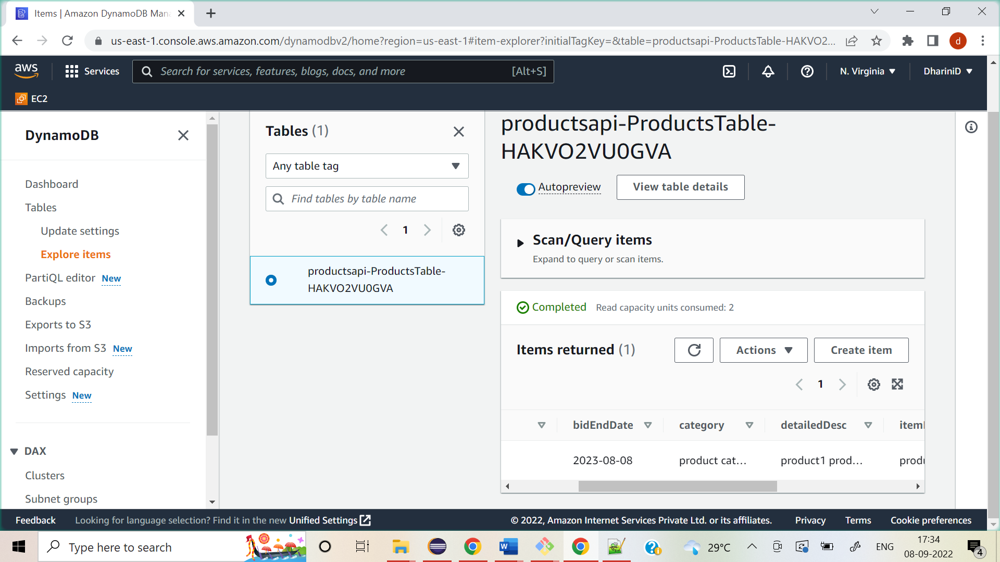 Items | Amazon DynamoDB Mana
us-east-1.console.aws.amazon.com/dynamodbv2/home?region=us-east-1#item-explorer?initialTagKey=&table=productsapi-ProductsTable-HAKVO2...
d
aws
Services
Search for services, features, blogs, docs, and more
[Alt+S]
N. Virginia
DhariniD
EC2
DynamoDB
Dashboard
Tables
Update settings
Explore items
PartiQL editor New
Backups
Exports to S3
Imports from S3 New
Reserved capacity
Settings New
DAX
Clusters
Subnet groups
Tables (1)
Any table tag
Find tables by table name
1
productsapi-ProductsTable-
HAKVO2VU0GVA
productsapi-ProductsTable-
HAKVO2VU0GVA
Autopreview
View table details
Scan/Query items
Expand to query or scan items.
Completed Read capacity units consumed: 2
Items returned (1)
Actions
Create item
1
bidEndDate category detailedDesc item
2023-08-08 product cat... product1 prod... prod
Feedback Looking for language selection? Find it in the new Unified Settings
© 2022, Amazon Internet Services Private Ltd. or its affiliates. Privacy Terms Cookie preferences
Type here to search
W
29°C
ENG
17:34
08-09-2022
4